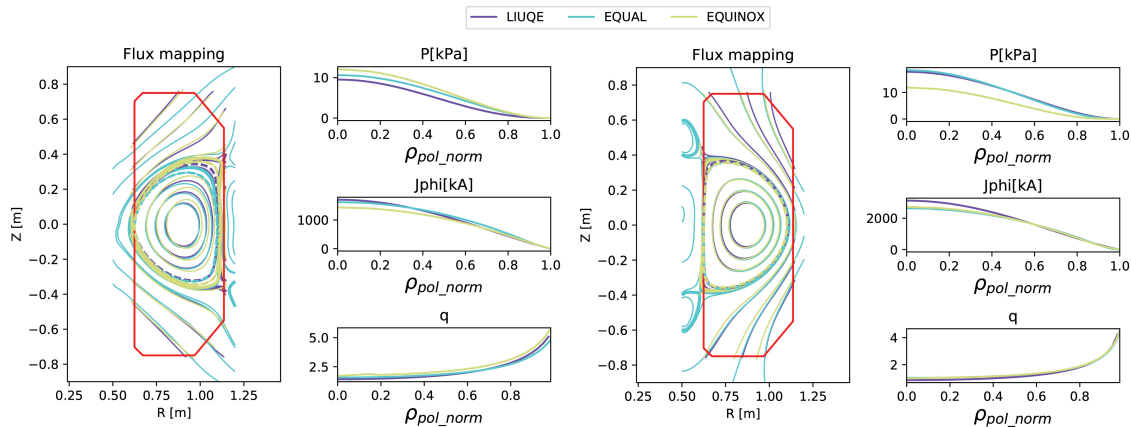 LIUQE EQUAL EQUINOX
Flux mapping
0.8
0.6
0.4
0.2
0.0
−0.2
−0.4
−0.6
−0.8
Z [m]
0.25 0.50 0.75 1.00 1.25
R [m]
P[kPa]
10
0
0.0 0.2 0.4 0.6 0.8 1.0
ρpol_norm
Jphi[kA]
1000
0
0.0 0.2 0.4 0.6 0.8 1.0
ρpol_norm
q
5.0
2.5
0.0 0.2 0.4 0.6 0.8
ρpol_norm
Flux mapping
0.8
0.6
0.4
0.2
0.0
−0.2
−0.4
−0.6
−0.8
Z [m]
0.25 0.50 0.75 1.00 1.25
R [m]
P[kPa]
10
0
0.0 0.2 0.4 0.6 0.8 1.0
ρpol_norm
Jphi[kA]
2000
0
0.0 0.2 0.4 0.6 0.8 1.0
ρpol_norm
q
4
2
0.0 0.2 0.4 0.6 0.8
ρpol_norm